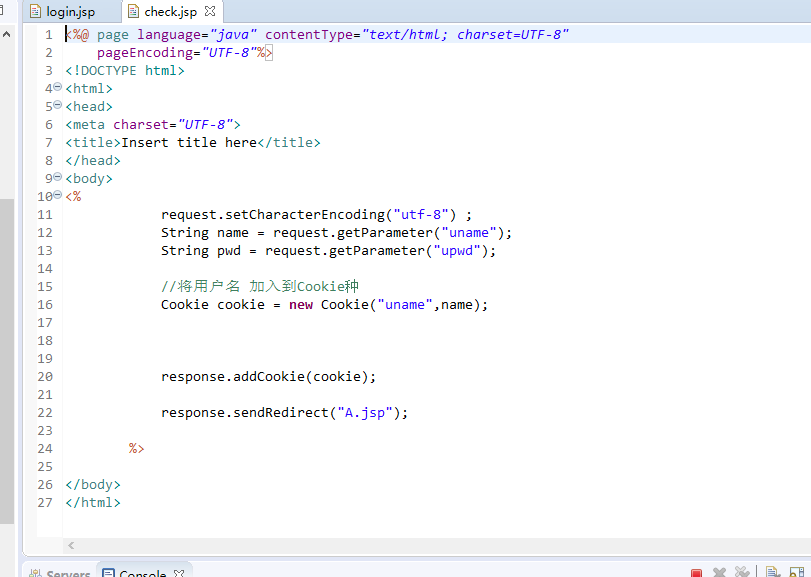 login.jsp check.jsp
1 <%@ page language="java" contentType="text/html; charset=UTF-8"
2     pageEncoding="UTF-8"%>
3 <!DOCTYPE html>
4 <html>
5 <head>
6 <meta charset="UTF-8">
7 <title>Insert title here</title>
8 </head>
9 <body>
10 <%
11             request.setCharacterEncoding("utf-8") ;
12             String name = request.getParameter("uname");
13             String pwd = request.getParameter("upwd");
14
15             //将用户名 加入到Cookie种
16             Cookie cookie = new Cookie("uname",name);
17
18
19
20             response.addCookie(cookie);
21
22             response.sendRedirect("A.jsp");
23
24         %>
25
26 </body>
27 </html>
Servers Console